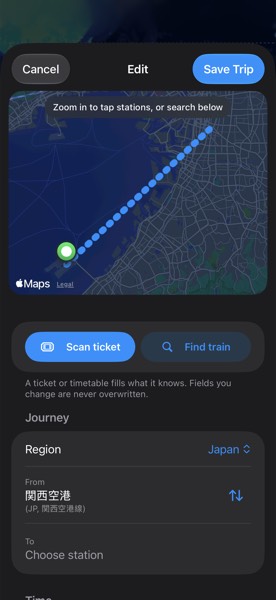 Cancel
Edit
Save Trip
Zoom in to tap stations, or search below
Maps
Legal
Scan ticket
Find train
A ticket or timetable fills what it knows. Fields you
change are never overwritten.
Journey
Region
Japan
From
関西空港
(JP, 関西空港線)
To
Choose station
Time